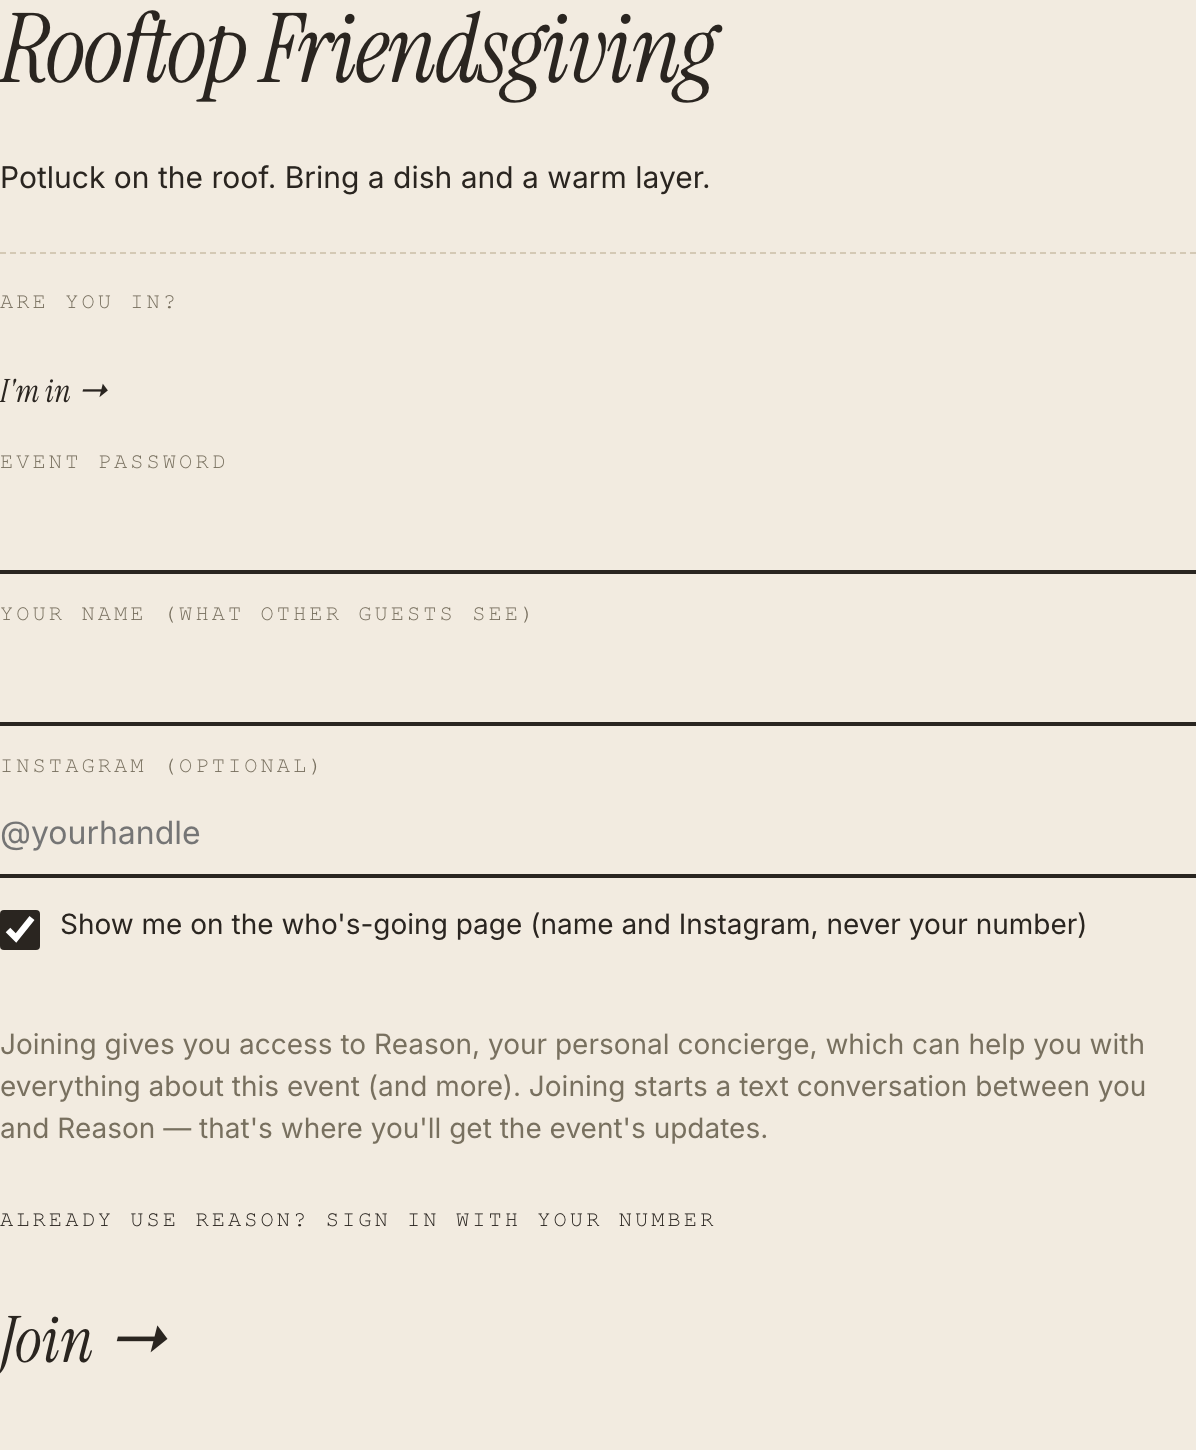 Rooftop Friendsgiving
Potluck on the roof. Bring a dish and a warm layer.
ARE YOU IN?
I'm in →
EVENT PASSWORD
YOUR NAME (WHAT OTHER GUESTS SEE)
INSTAGRAM (OPTIONAL)
@yourhandle
Show me on the who's-going page (name and Instagram, never your number)
Joining gives you access to Reason, your personal concierge, which can help you with
everything about this event (and more). Joining starts a text conversation between you
and Reason — that's where you'll get the event's updates.
ALREADY USE REASON? SIGN IN WITH YOUR NUMBER
Join →